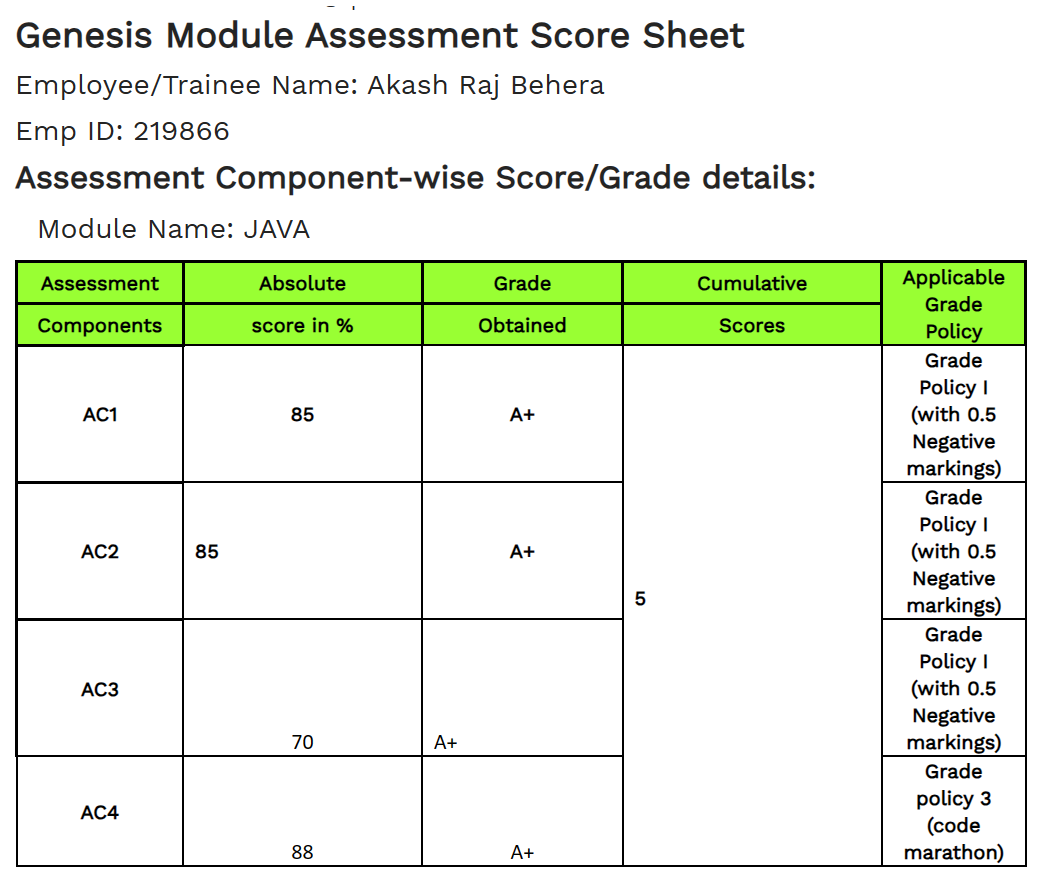 Genesis Module Assessment Score Sheet
Employee/Trainee Name: Akash Raj Behera
Emp ID: 219866
Assessment Component-wise Score/Grade details:
Module Name: JAVA
Assessment Absolute Grade Cumulative Applicable Grade Policy
Components score in % Obtained Scores
AC1 85 A+ Grade Policy I (with 0.5 Negative markings)
AC2 85 A+ 5 Grade Policy I (with 0.5 Negative markings)
AC3 70 A+ Grade Policy I (with 0.5 Negative markings)
AC4 88 A+ Grade policy 3 (code marathon)